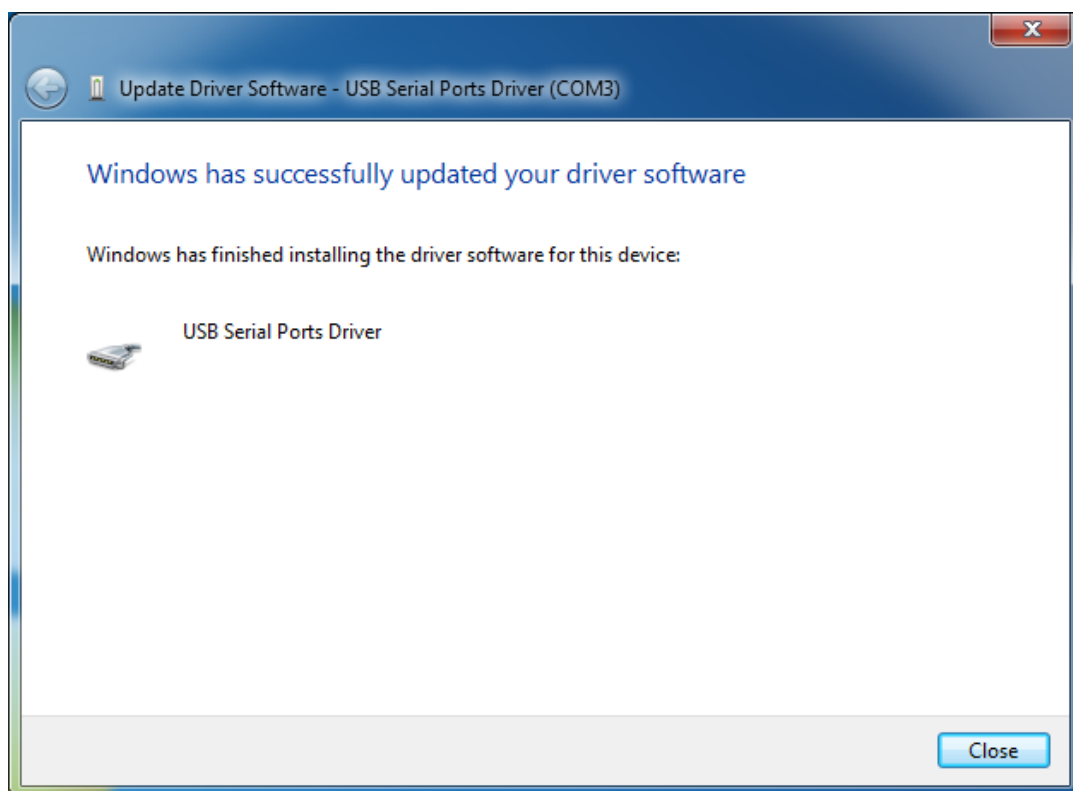 Update Driver Software - USB Serial Ports Driver (COM3)
Windows has successfully updated your driver software
Windows has finished installing the driver software for this device:
USB Serial Ports Driver
Close